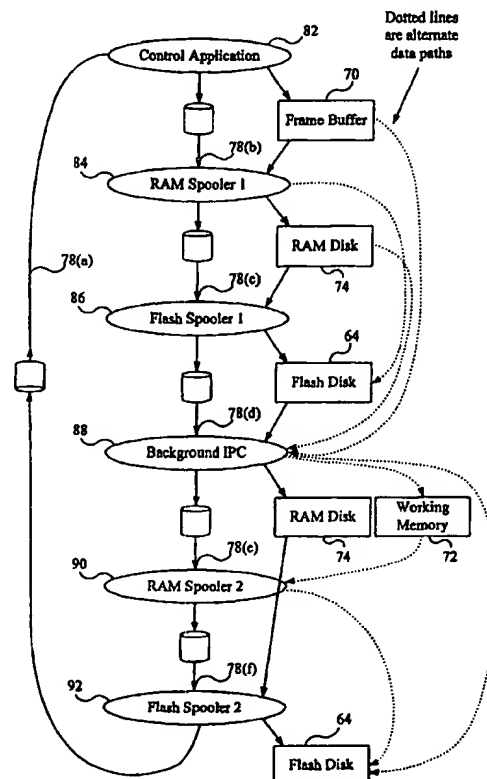 82
Control Application
Dotted lines
are alternate
data paths
70
Frame Buffer
78(b)
84
RAM Spooler 1
78(a)
RAM Disk
74
78(c)
86
Flash Spooler 1
64
Flash Disk
78(d)
88
Background IPC
RAM Disk
74
Working
Memory
72
78(e)
90
RAM Spooler 2
78(f)
92
Flash Spooler 2
64
Flash Disk